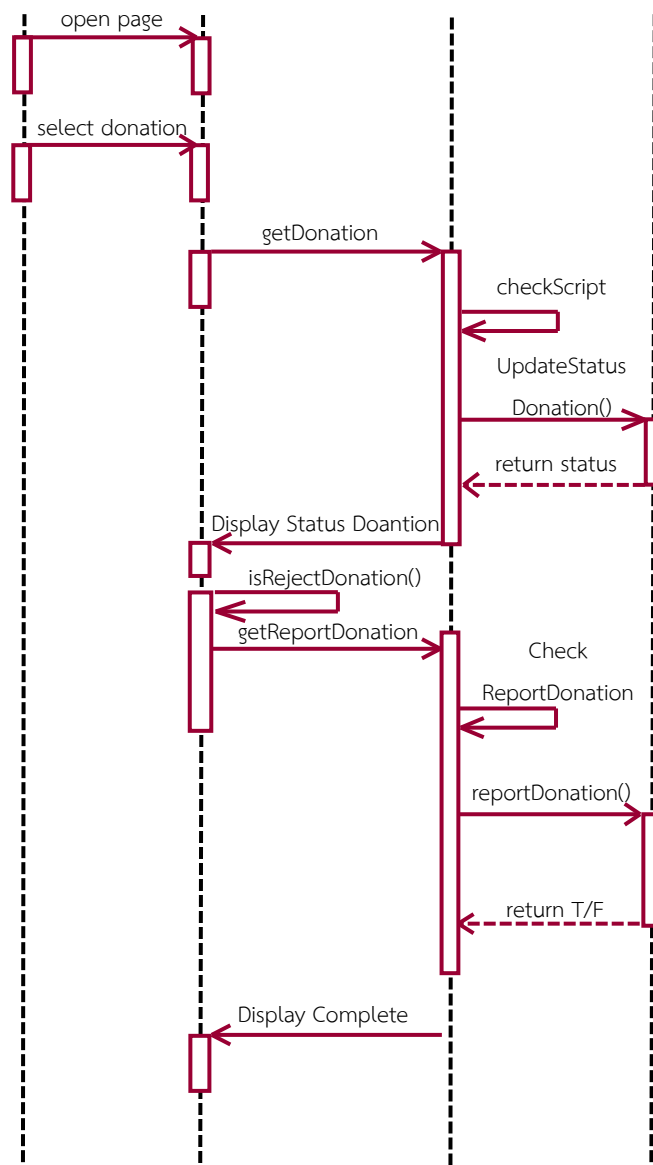 open page
select donation
getDonation
checkScript
UpdateStatus
Donation()
return status
Display Status Doantion
isRejectDonation()
getReportDonation
Check
ReportDonation
reportDonation()
return T/F
Display Complete